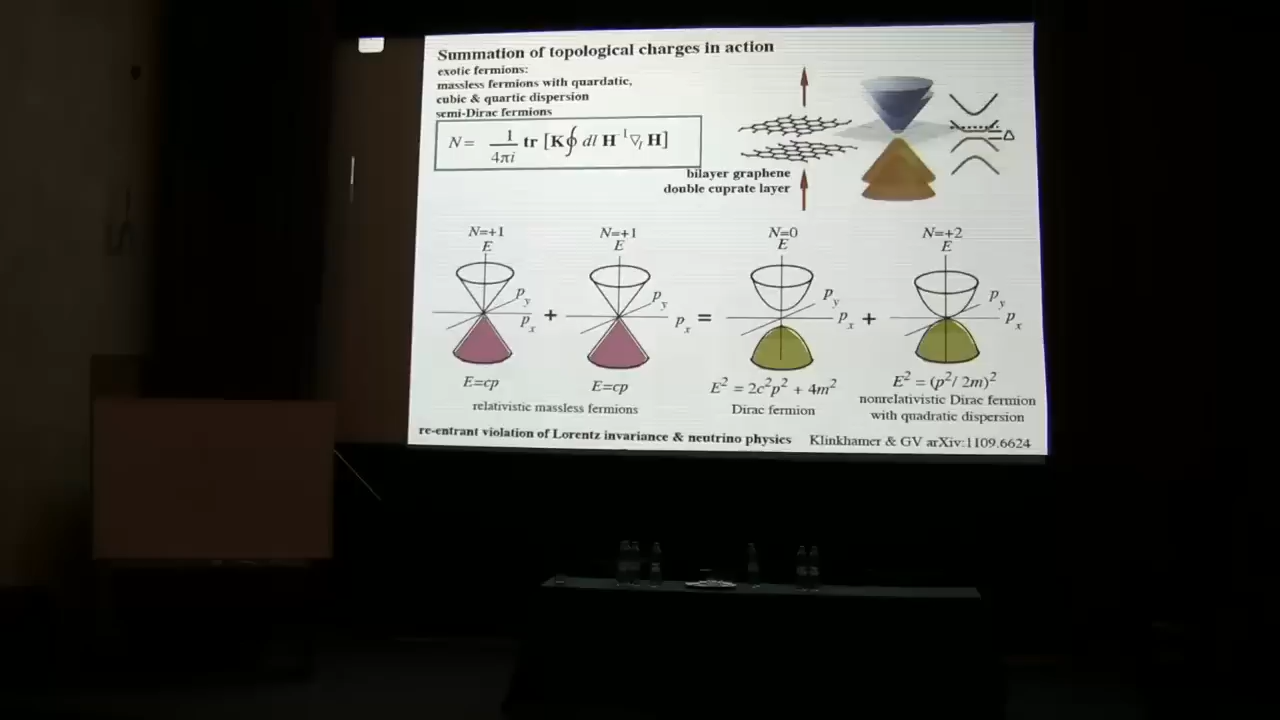 Summation of topological charges in action
exotic fermions:
massless fermions with quardatic,
cubic & quartic dispersion
semi-Dirac fermions
N = 1/4πi tr [K∮ dl H⁻¹∇ₗ H]
Δ
bilayer graphene
double cuprate layer
N=+1 N=+1 N=0 N=+2
E E E E
p_y p_y p_y p_y
p_x + p_x = p_x + p_x
E=cp E=cp E² = 2c²p² + 4m² E² = (p²/ 2m)²
relativistic massless fermions Dirac fermion nonrelativistic Dirac fermion
with quadratic dispersion
re-entrant violation of Lorentz invariance & neutrino physics Klinkhamer & GV arXiv:1109.6624